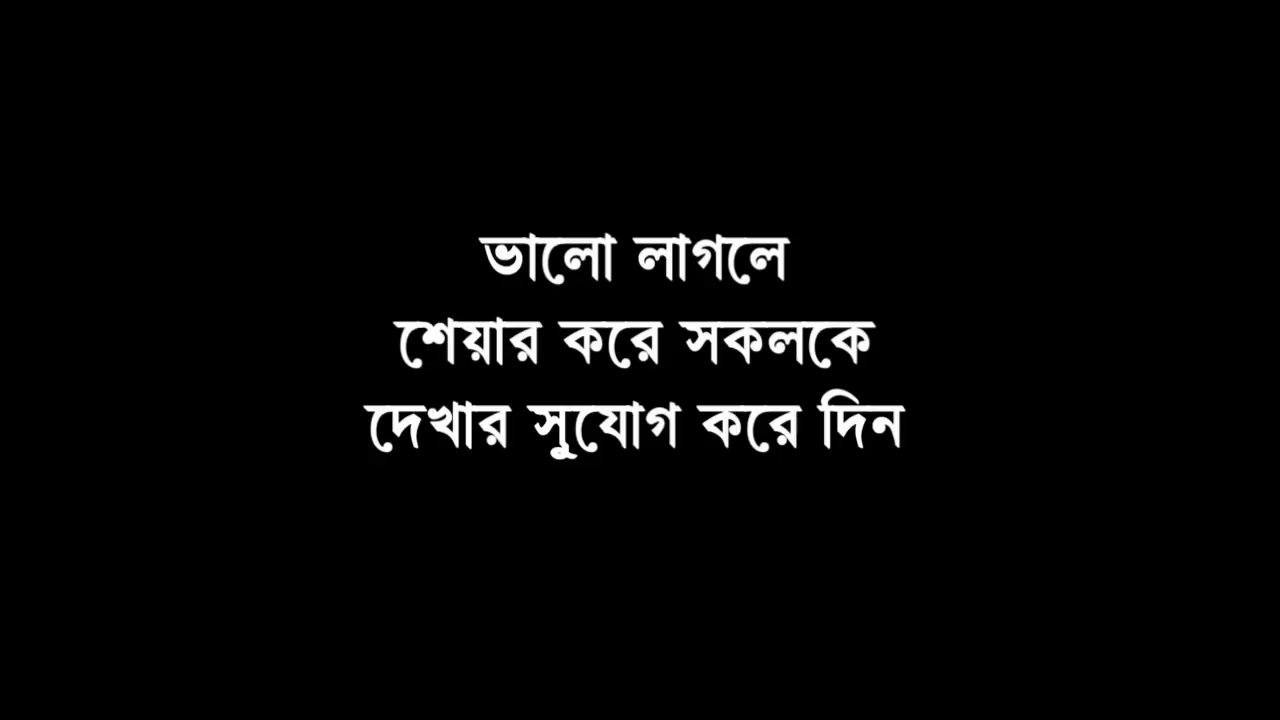 ভালো লাগলে
শেয়ার করে সকলকে
দেখার সুযোগ করে দিন